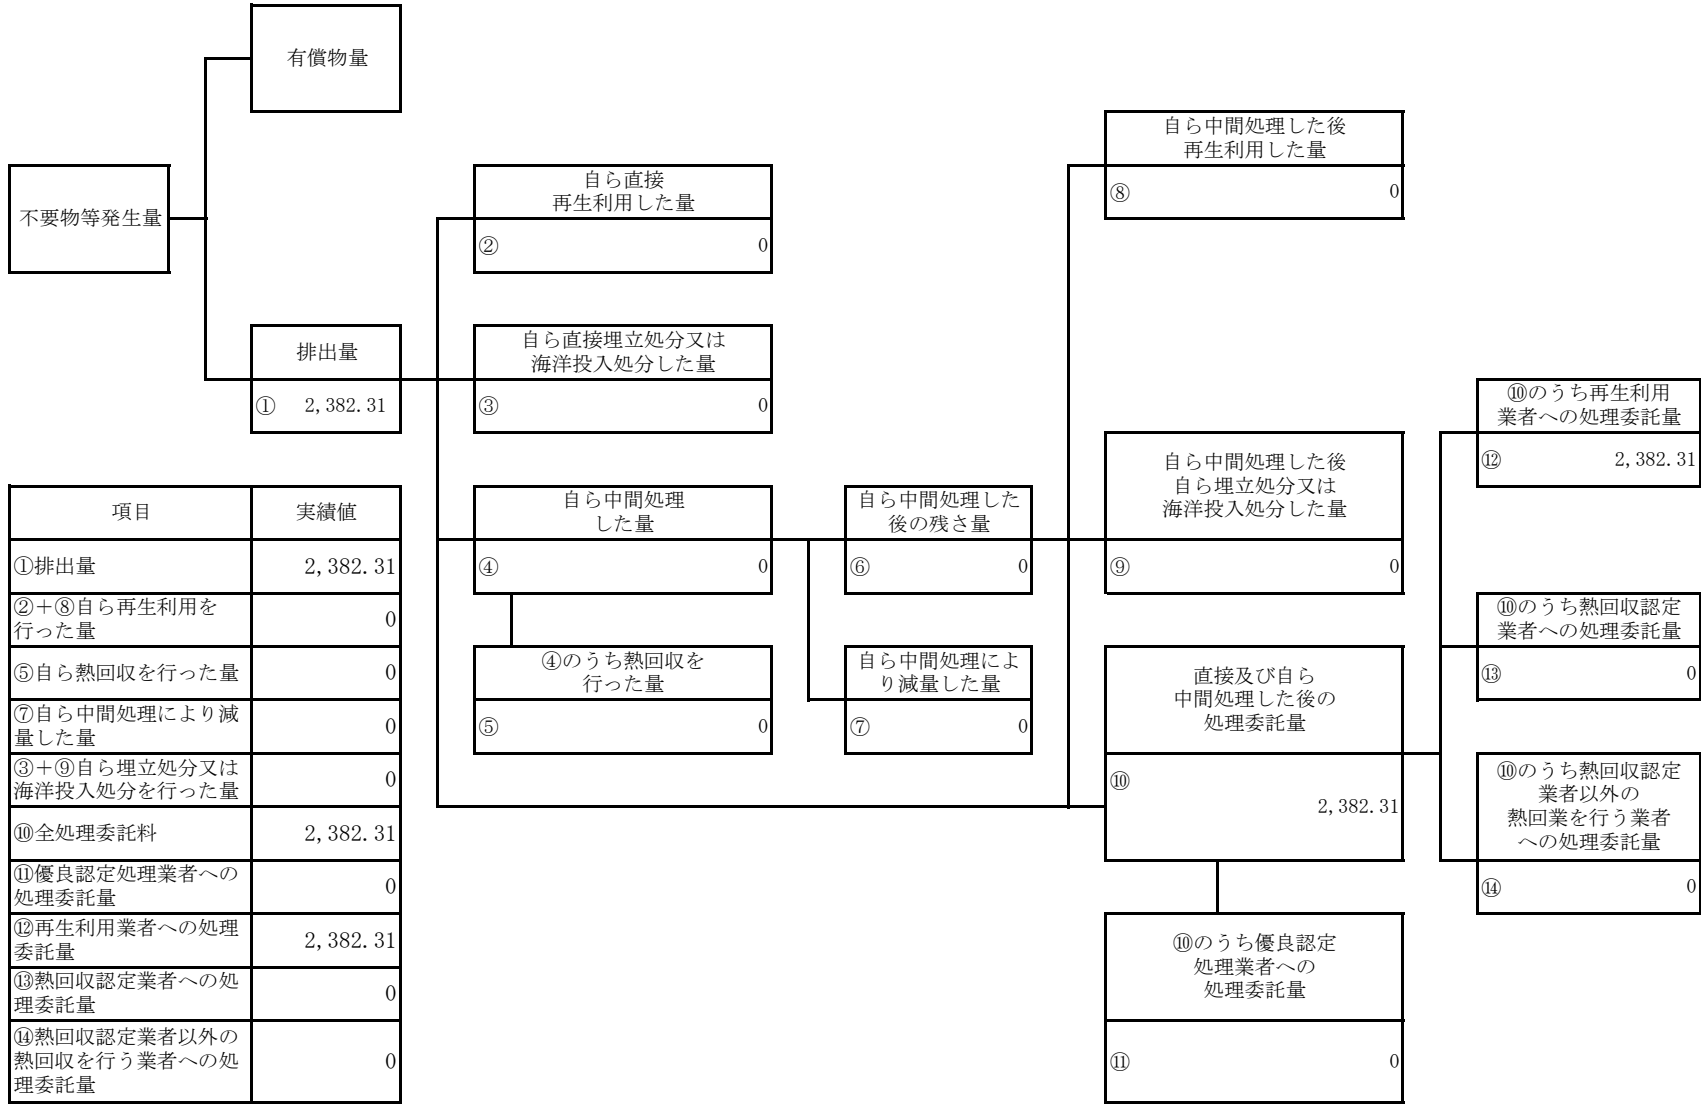 有償物量
不要物等発生量
排出量
① 2,382.31
自ら直接
再生利用した量
② 0
自ら直接埋立処分又は
海洋投入処分した量
③ 0
自ら中間処理
した量
④ 0
④のうち熱回収を
行った量
⑤ 0
自ら中間処理した
後の残さ量
⑥ 0
自ら中間処理によ
り減量した量
⑦ 0
自ら中間処理した後
再生利用した量
⑧ 0
自ら中間処理した後
自ら埋立処分又は
海洋投入処分した量
⑨ 0
直接及び自ら
中間処理した後の
処理委託量
⑩
2,382.31
⑩のうち優良認定
処理業者への
処理委託量
⑪ 0
⑩のうち再生利用
業者への処理委託量
⑫ 2,382.31
⑩のうち熱回収認定
業者への処理委託量
⑬ 0
⑩のうち熱回収認定
業者以外の
熱回業を行う業者
への処理委託量
⑭ 0
項目 実績値
①排出量 2,382.31
②+⑧自ら再生利用を
行った量 0
⑤自ら熱回収を行った量 0
⑦自ら中間処理により減
量した量 0
③+⑨自ら埋立処分又は
海洋投入処分を行った量 0
⑩全処理委託料 2,382.31
⑪優良認定処理業者への
処理委託量 0
⑫再生利用業者への処理
委託量 2,382.31
⑬熱回収認定業者への処
理委託量 0
⑭熱回収認定業者以外の
熱回収を行う業者への処 0
理委託量